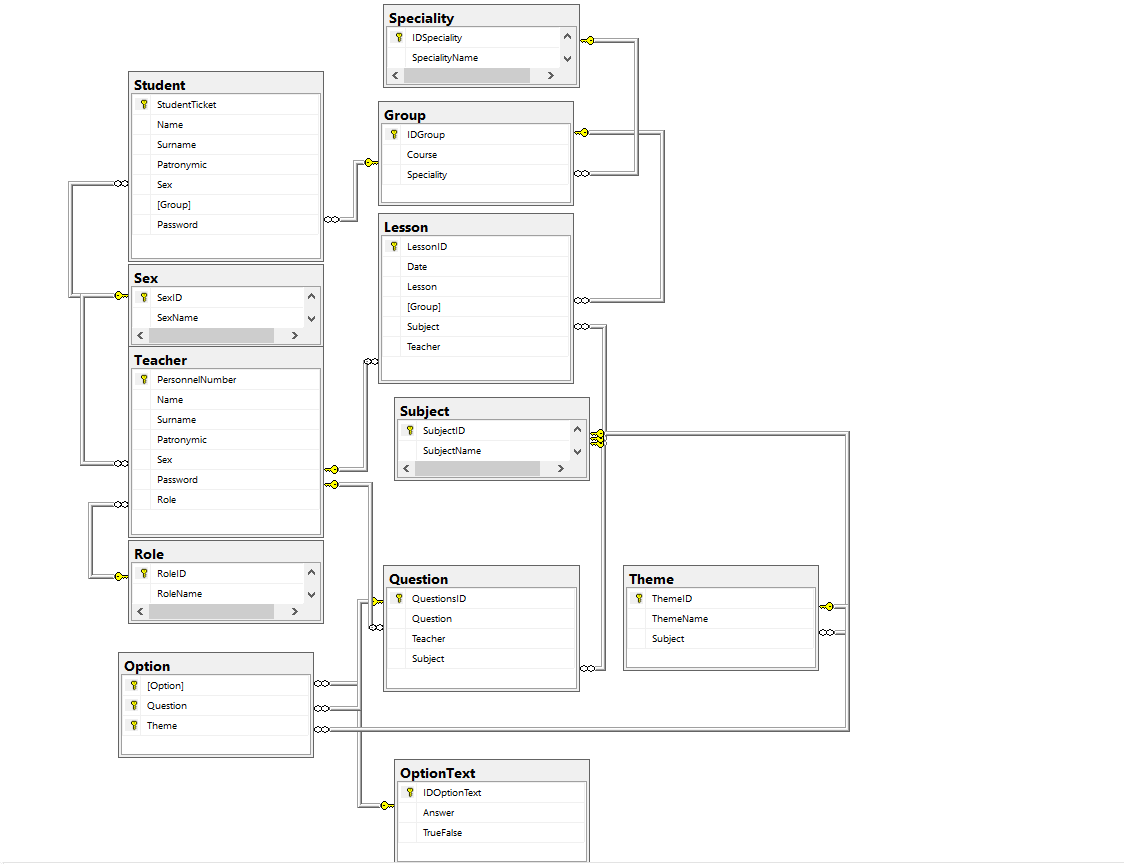 Speciality
IDSpeciality
SpecialityName
Student
StudentTicket
Name
Surname
Patronymic
Sex
[Group]
Password
Group
IDGroup
Course
Speciality
Lesson
LessonID
Date
Lesson
[Group]
Subject
Teacher
Sex
SexID
SexName
Teacher
PersonnelNumber
Name
Surname
Patronymic
Sex
Password
Role
Subject
SubjectID
SubjectName
Role
RoleID
RoleName
Question
QuestionsID
Question
Teacher
Subject
Theme
ThemeID
ThemeName
Subject
Option
[Option]
Question
Theme
OptionText
IDOptionText
Answer
TrueFalse